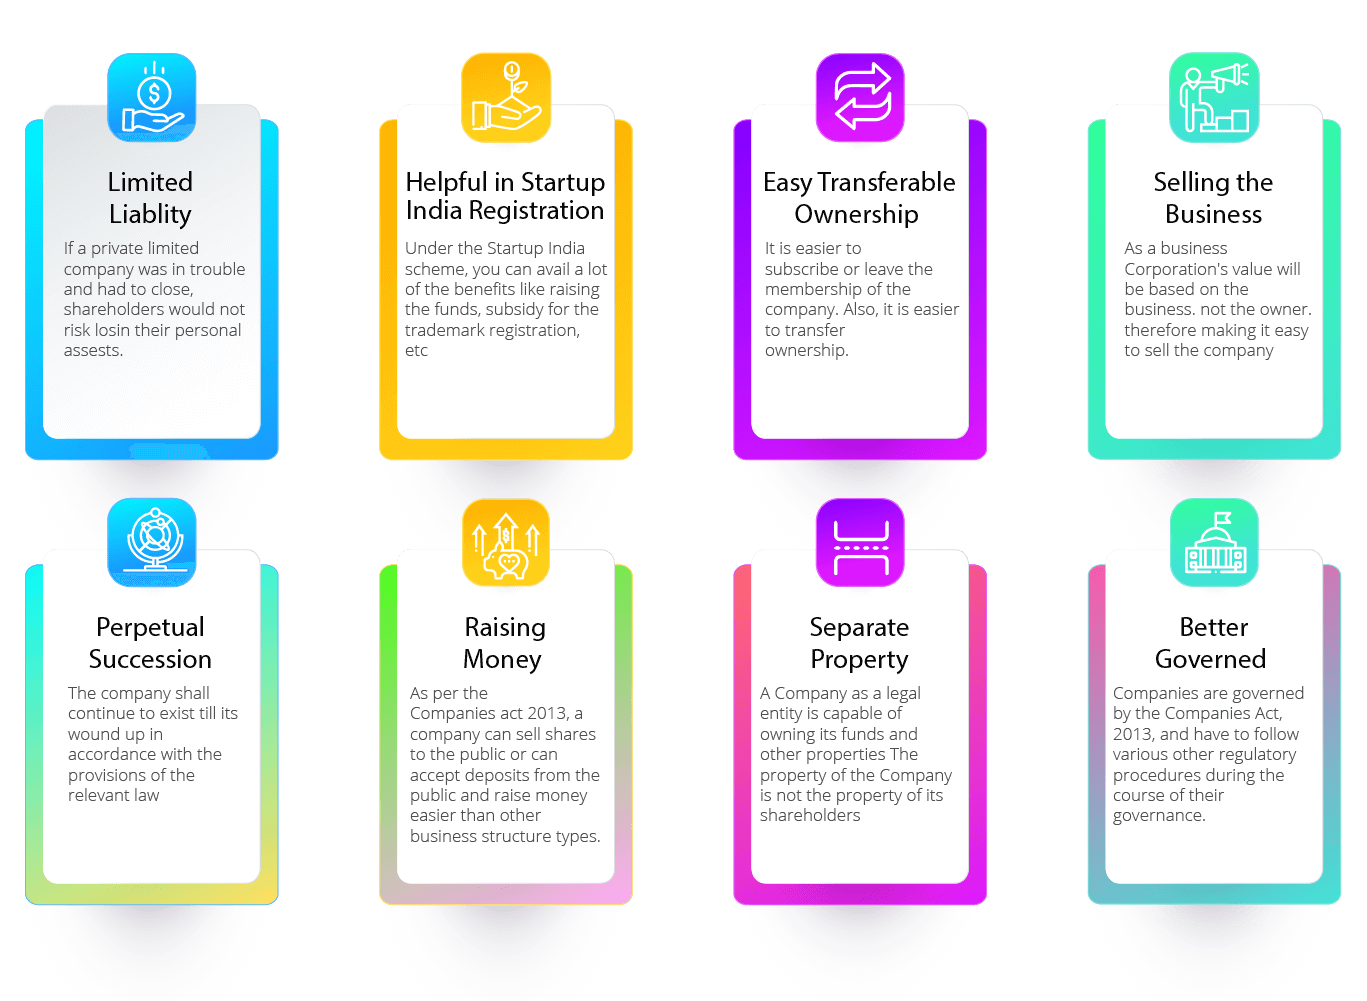 Limited
Liablity
If a private limited
company was in trouble
and had to close,
shareholders would not
risk losin their personal
assests.
Helpful in Startup
India Registration
Under the Startup India
scheme, you can avail a lot
of the benefits like raising
the funds, subsidy for the
trademark registration,
etc
Easy Transferable
Ownership
It is easier to
subscribe or leave the
membership of the
company. Also, it is easier
to transfer
ownership.
Selling the
Business
As a business
Corporation's value will
be based on the
business. not the owner.
therefore making it easy
to sell the company
Perpetual
Succession
The company shall
continue to exist till its
wound up in
accordance with the
provisions of the
relevant law
Raising
Money
As per the
Companies act 2013, a
company can sell shares
to the public or can
accept deposits from the
public and raise money
easier than other
business structure types.
Separate
Property
A Company as a legal
entity is capable of
owning its funds and
other properties The
property of the Company
is not the property of its
shareholders
Better
Governed
Companies are governed
by the Companies Act,
2013, and have to follow
various other regulatory
procedures during the
course of their
governance.